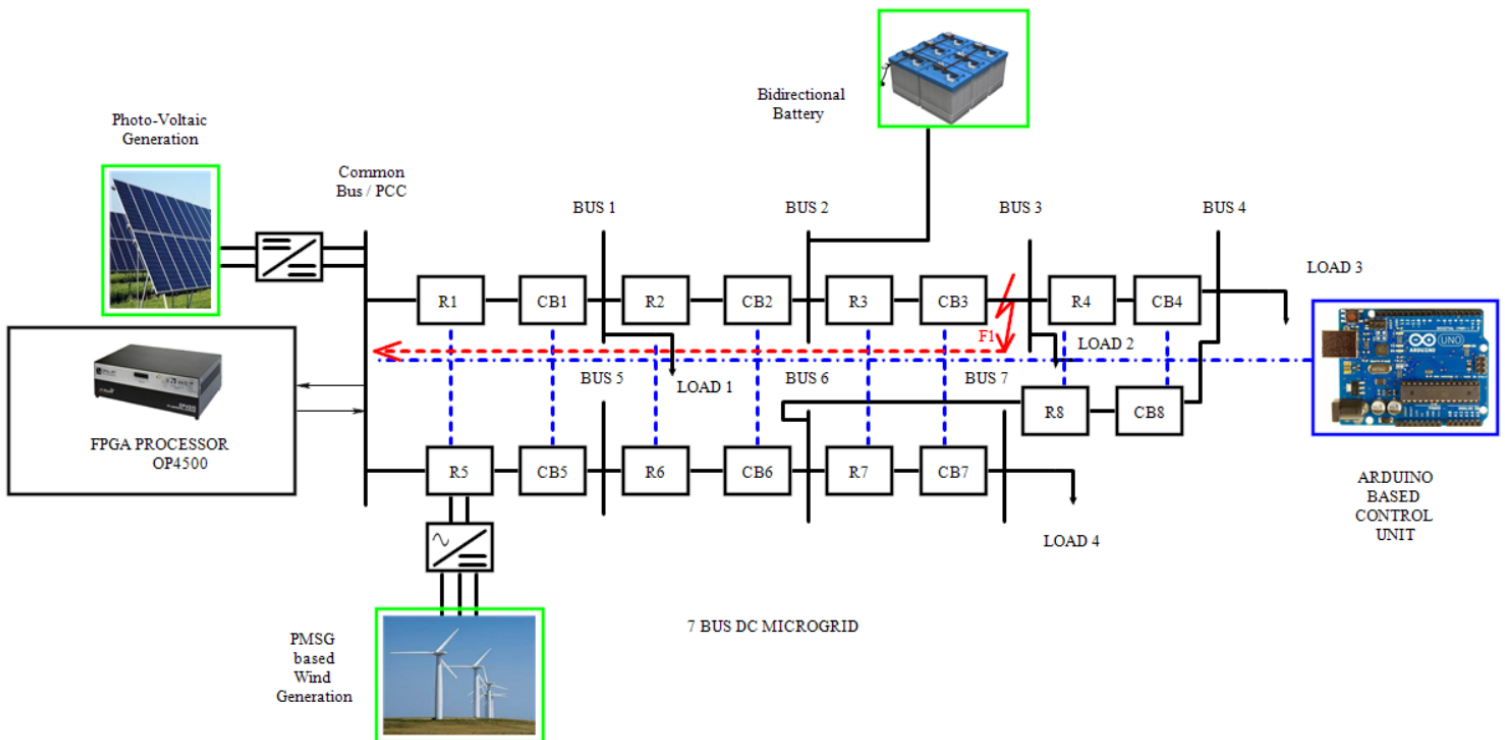 Photo-Voltaic
Generation
Common
Bus / PCC
Bidirectional
Battery
BUS 1
BUS 2
BUS 3
BUS 4
LOAD 3
R1
CB1
R2
CB2
R3
CB3
R4
CB4
F1
LOAD 1
LOAD 2
BUS 5
BUS 6
BUS 7
R8
CB8
FPGA PROCESSOR
OP4500
R5
CB5
R6
CB6
R7
CB7
LOAD 4
UNO
ARDUINO
ARDUINO
BASED
CONTROL
UNIT
PMSG
based
Wind
Generation
7 BUS DC MICROGRID